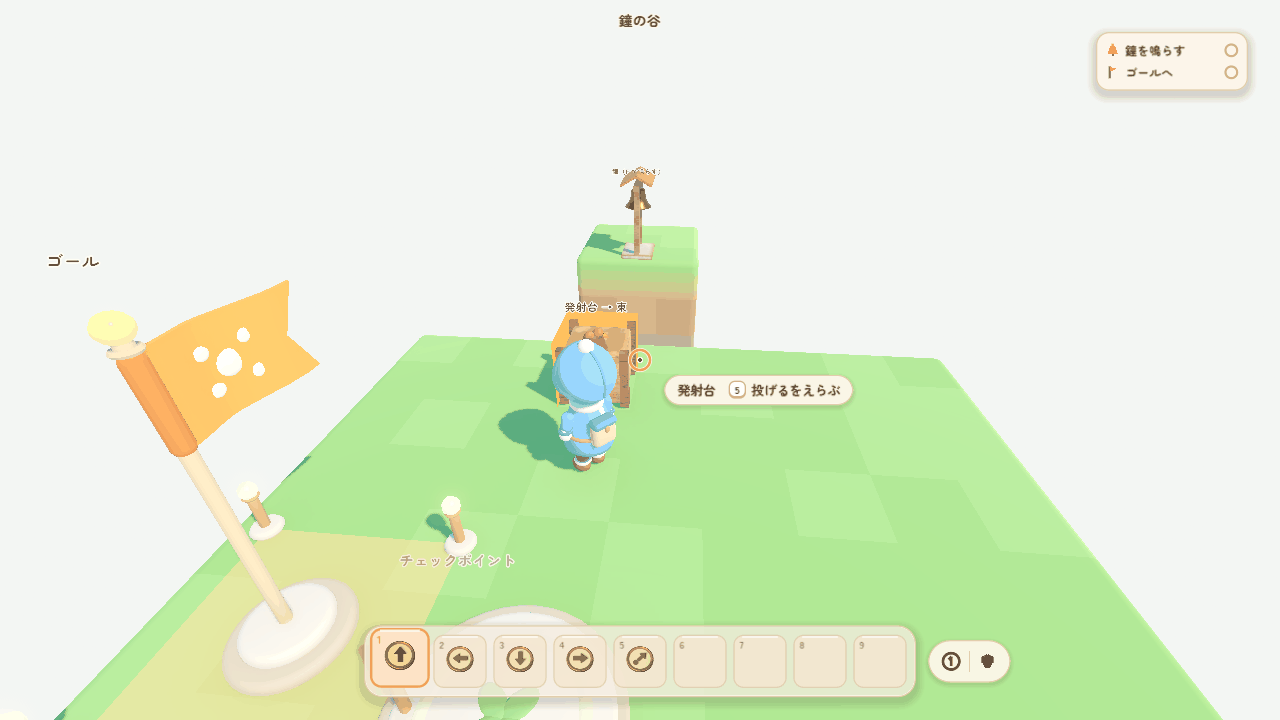 鐘の谷
鐘を鳴らす
ゴールへ
ゴール
発射台 → 東
発射台 5 投げるをえらぶ
チェックポイント
1 2 3 4 5 6 7 8 9
1